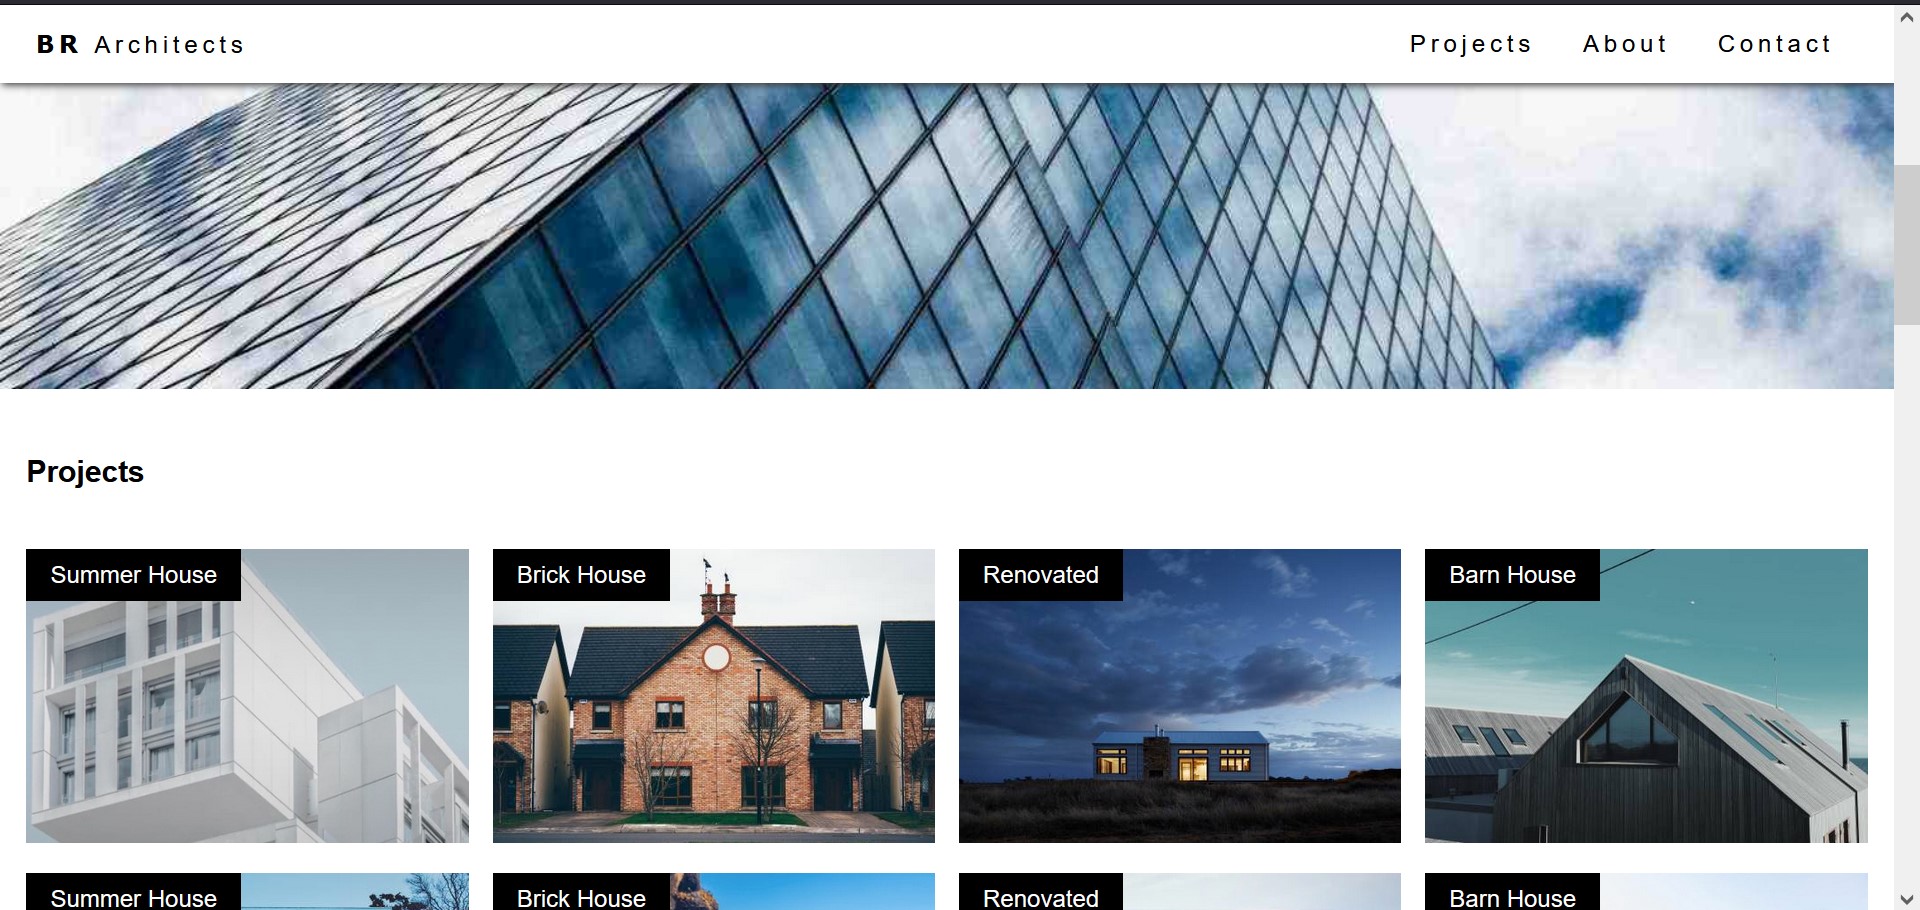 BR Architects
Projects About Contact
Projects
Summer House
Brick House
Renovated
Barn House
Summer House
Brick House
Renovated
Barn House